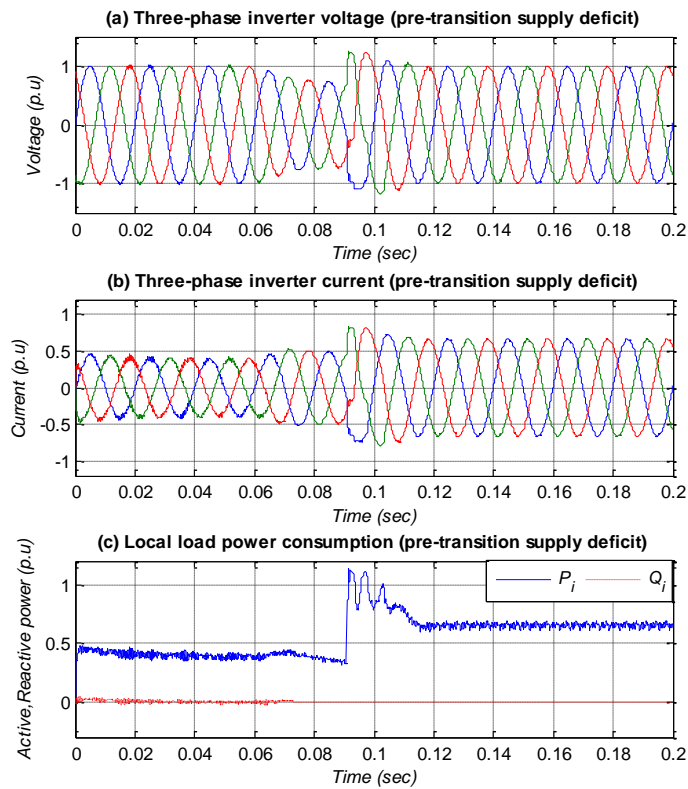 (a) Three-phase inverter voltage (pre-transition supply deficit)
Voltage (p.u)
1
0
-1
0 0.02 0.04 0.06 0.08 0.1 0.12 0.14 0.16 0.18 0.2
Time (sec)
(b) Three-phase inverter current (pre-transition supply deficit)
Current (p.u)
1
0.5
0
-0.5
-1
0 0.02 0.04 0.06 0.08 0.1 0.12 0.14 0.16 0.18 0.2
Time (sec)
(c) Local load power consumption (pre-transition supply deficit)
Active,Reactive power (p.u)
P_i Q_i
1
0.5
0
0 0.02 0.04 0.06 0.08 0.1 0.12 0.14 0.16 0.18 0.2
Time (sec)